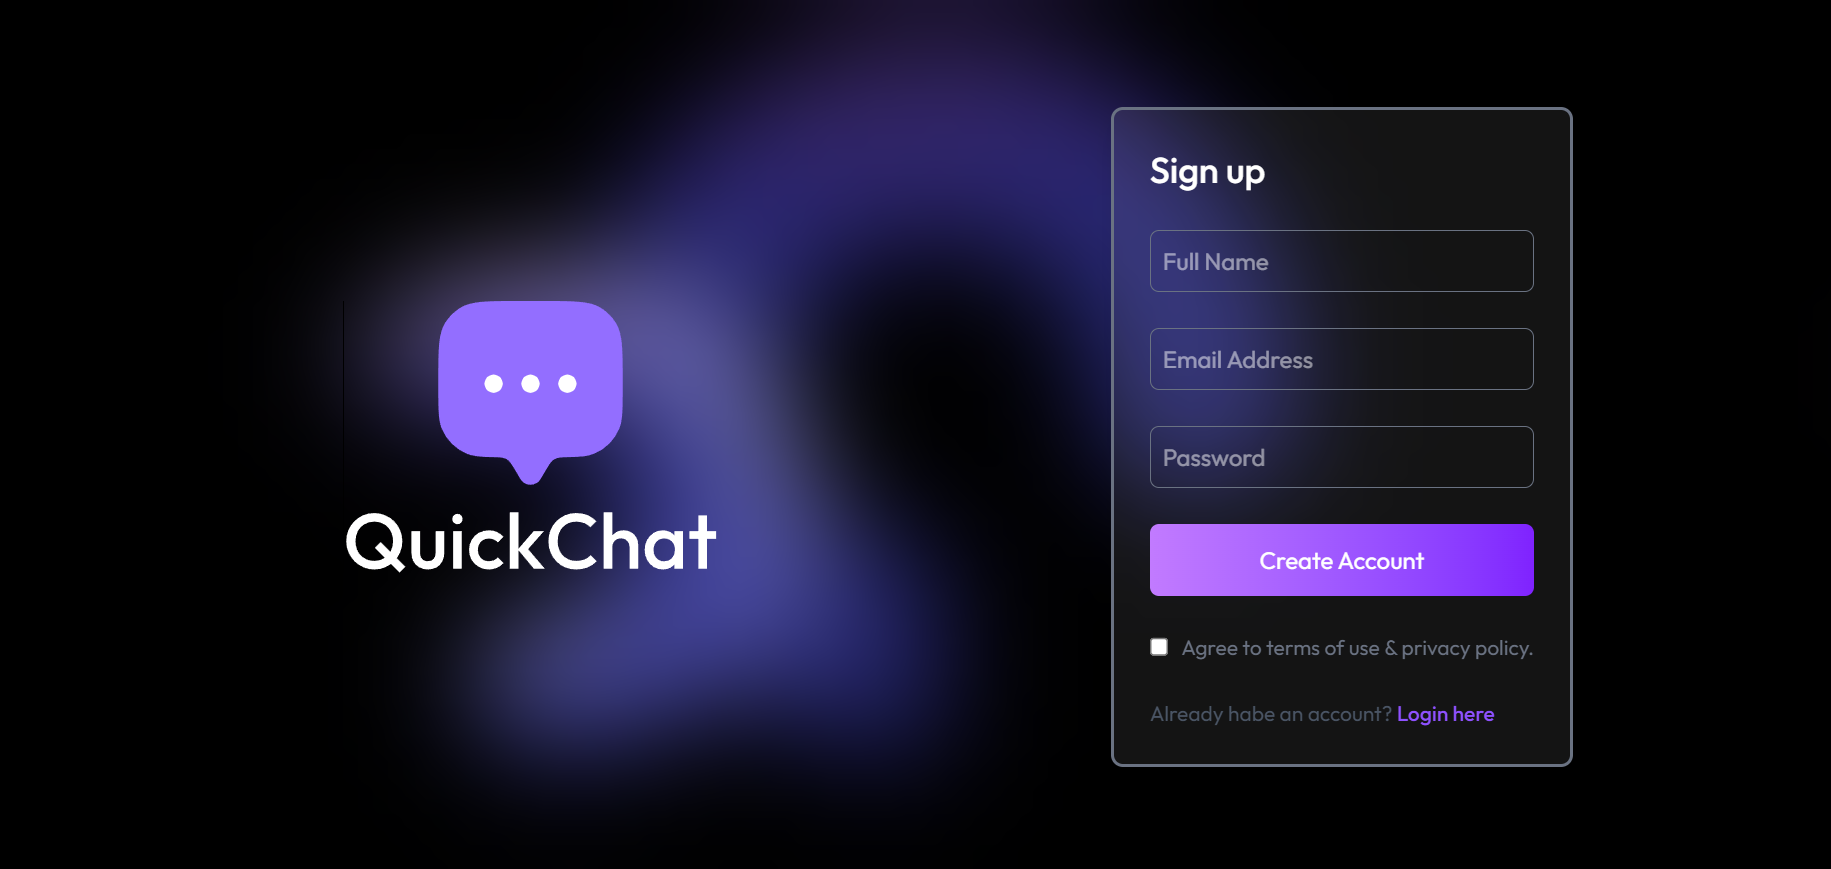 QuickChat
Sign up
Full Name
Email Address
Password
Create Account
Agree to terms of use & privacy policy.
Already habe an account? Login here